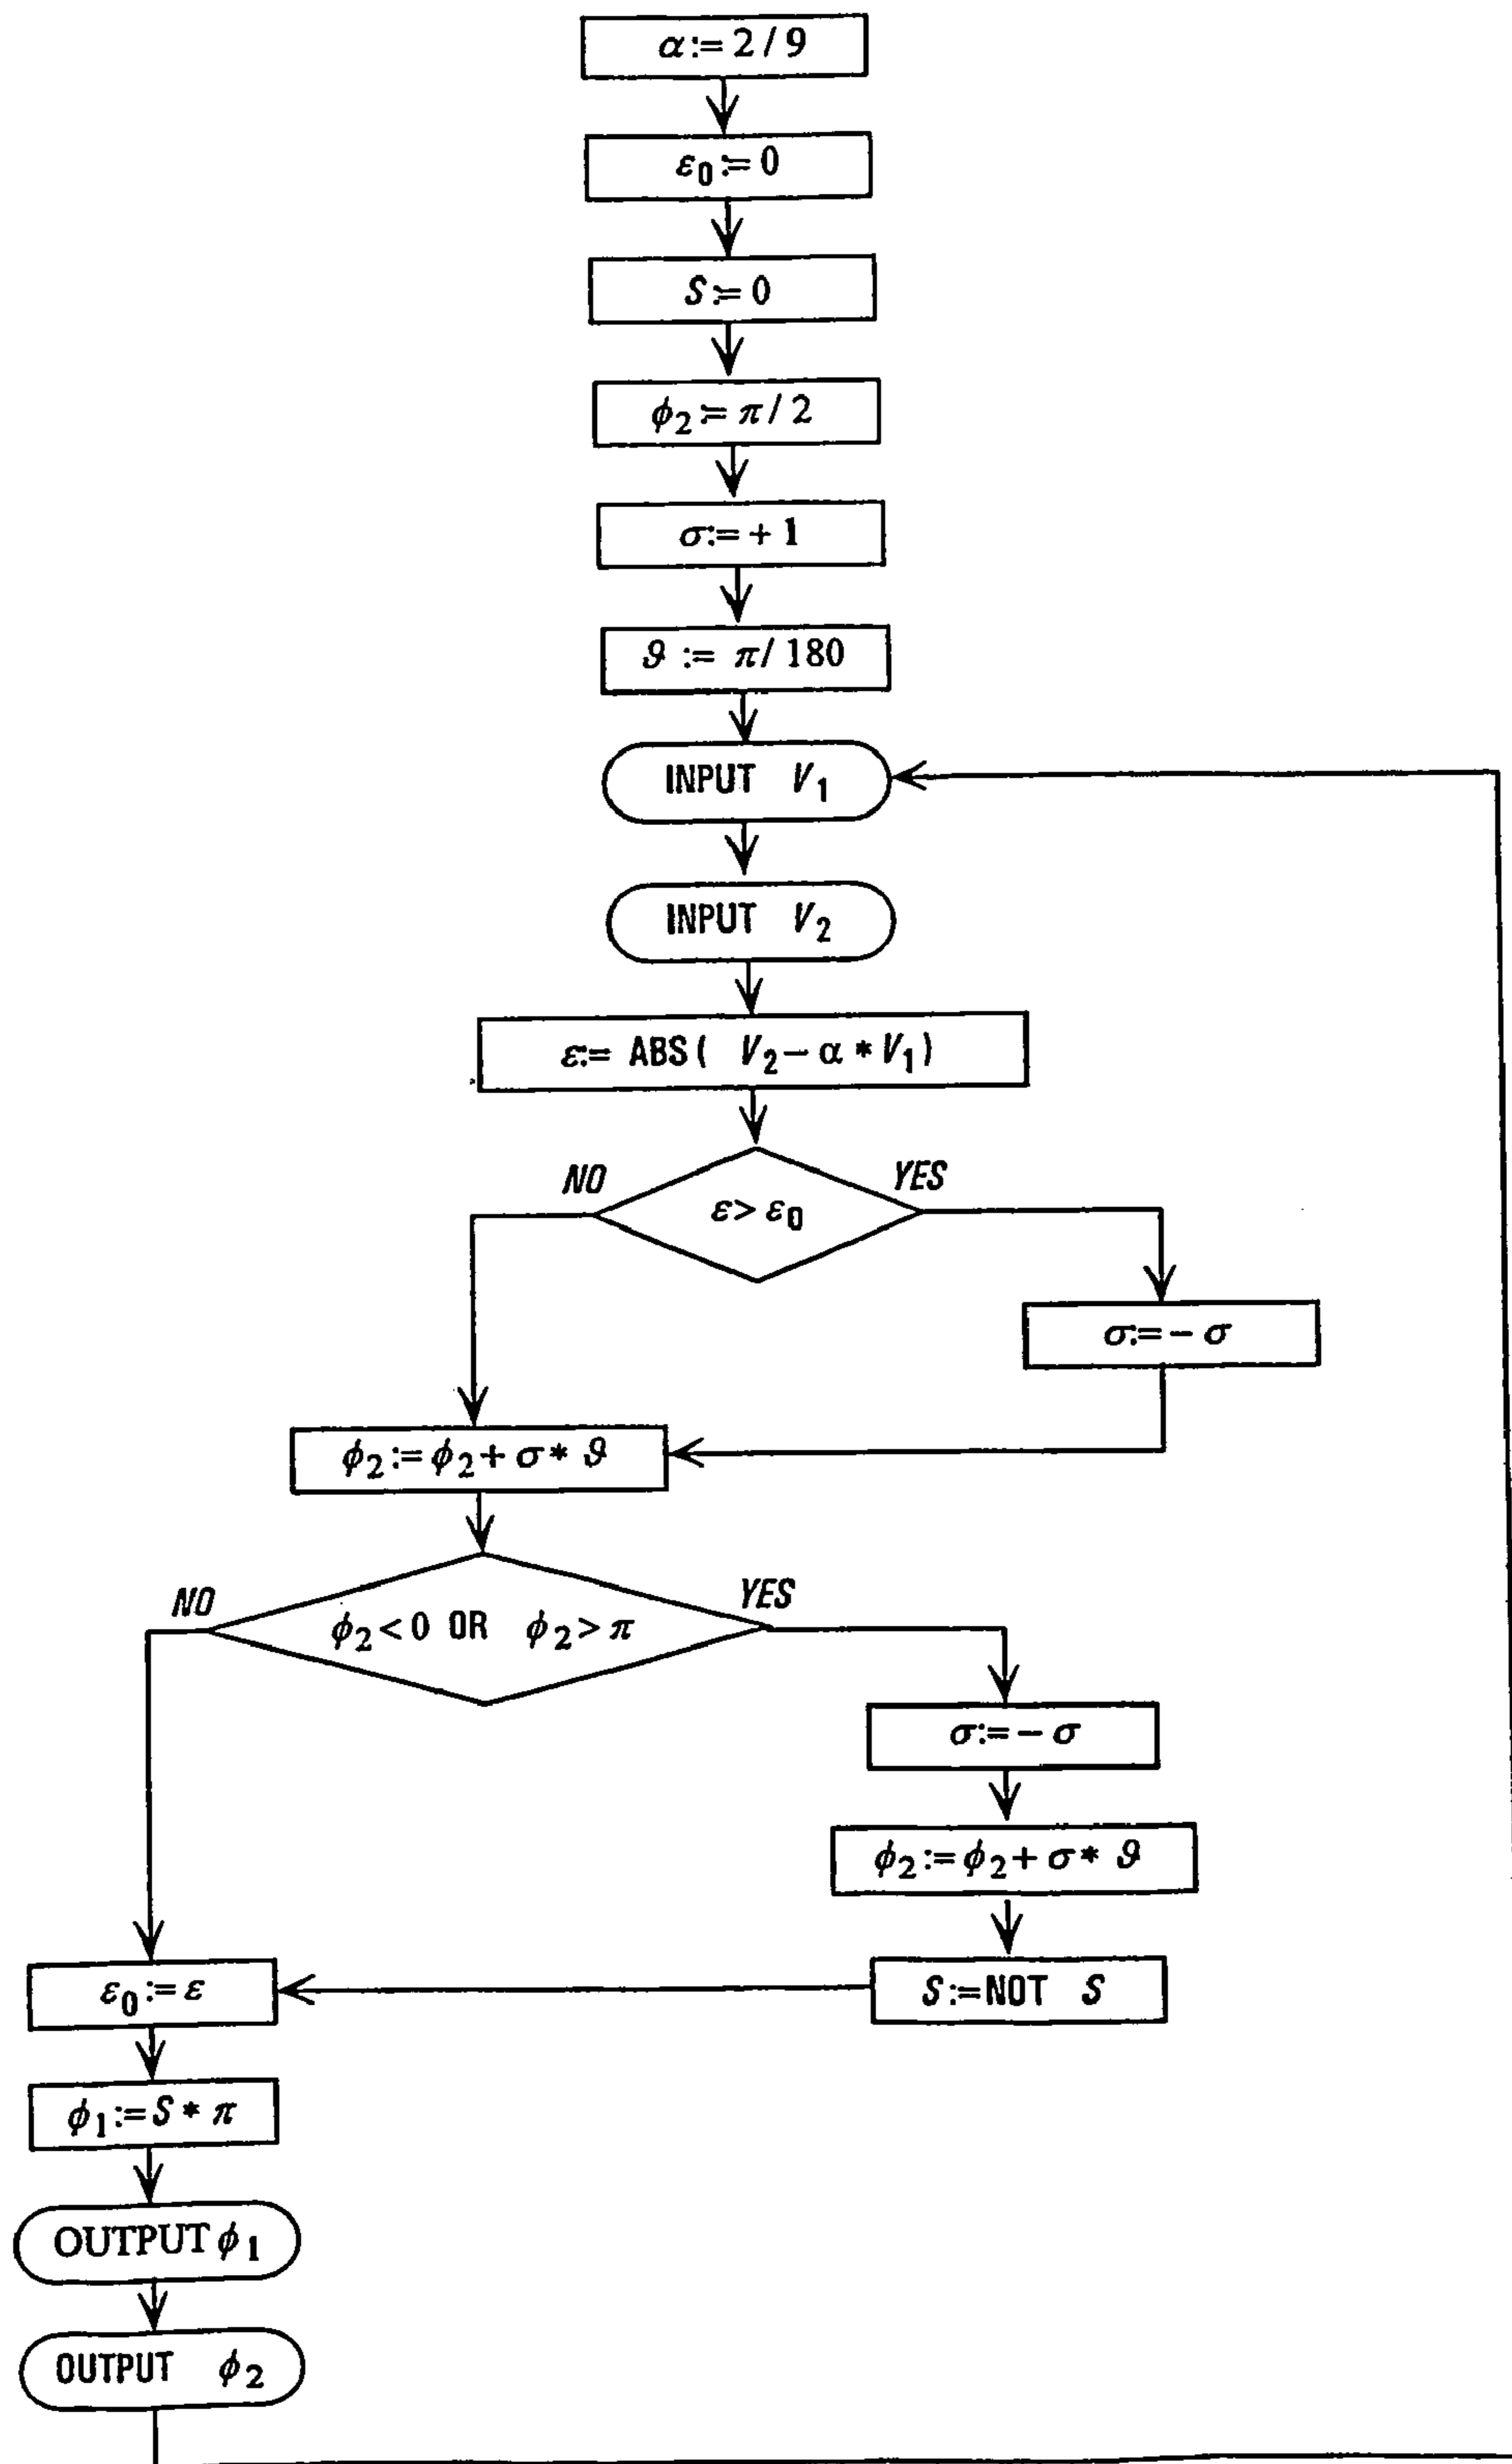 α:= 2 / 9
ε₀:= 0
S:= 0
ϕ₂:= π / 2
σ:= + 1
ϑ := π / 180
INPUT V₁
INPUT V₂
ε:= ABS( V₂ – α * V₁)
NO
YES
ε > ε₀
σ:= – σ
ϕ₂:= ϕ₂ + σ * ϑ
NO
YES
ϕ₂ < 0 OR ϕ₂ > π
σ:= – σ
ϕ₂:= ϕ₂ + σ * ϑ
ε₀:= ε
S:= NOT S
ϕ₁:= S * π
OUTPUT ϕ₁
OUTPUT ϕ₂